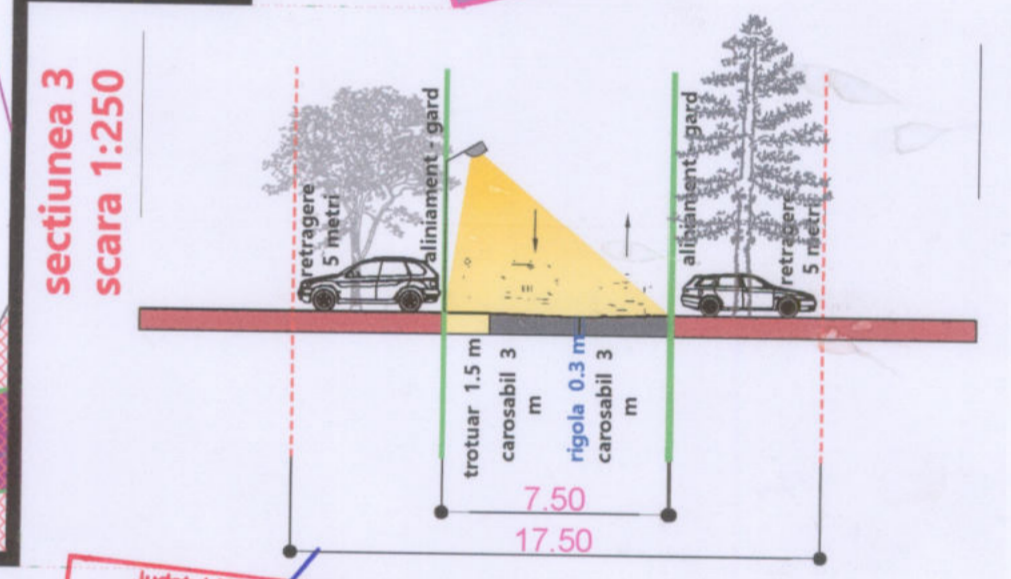 sectiunea 3
scara 1:250
retragere
5 metri
aliniament - gard
aliniament - gard
retragere
5 metri
trotuar 1.5 m
carosabil 3
m
rigola 0.3 m
carosabil 3
m
7.50
17.50